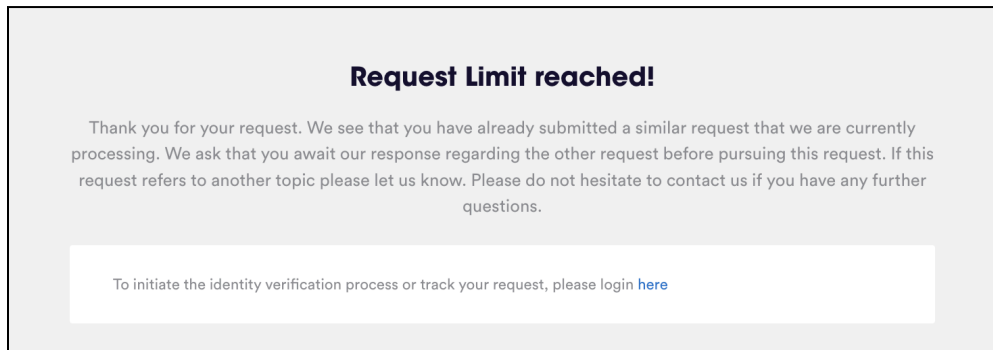 Request Limit reached!
Thank you for your request. We see that you have already submitted a similar request that we are currently
processing. We ask that you await our response regarding the other request before pursuing this request. If this
request refers to another topic please let us know. Please do not hesitate to contact us if you have any further
questions.
To initiate the identity verification process or track your request, please login here